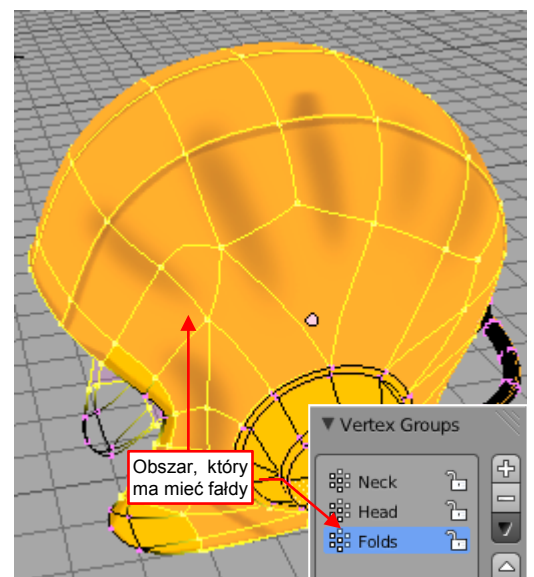 ▼ Vertex Groups
Neck
Head
Obszar, który
ma mieć fałdy
Folds